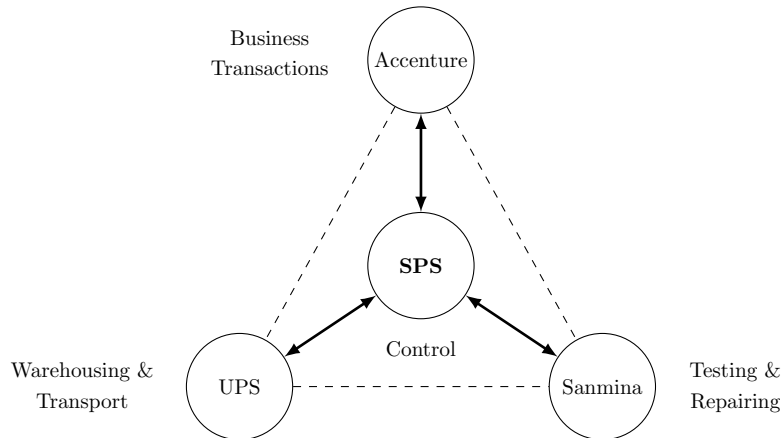 Business
Transactions
Accenture
SPS
Control
Warehousing &
Transport
UPS
Sanmina
Testing &
Repairing